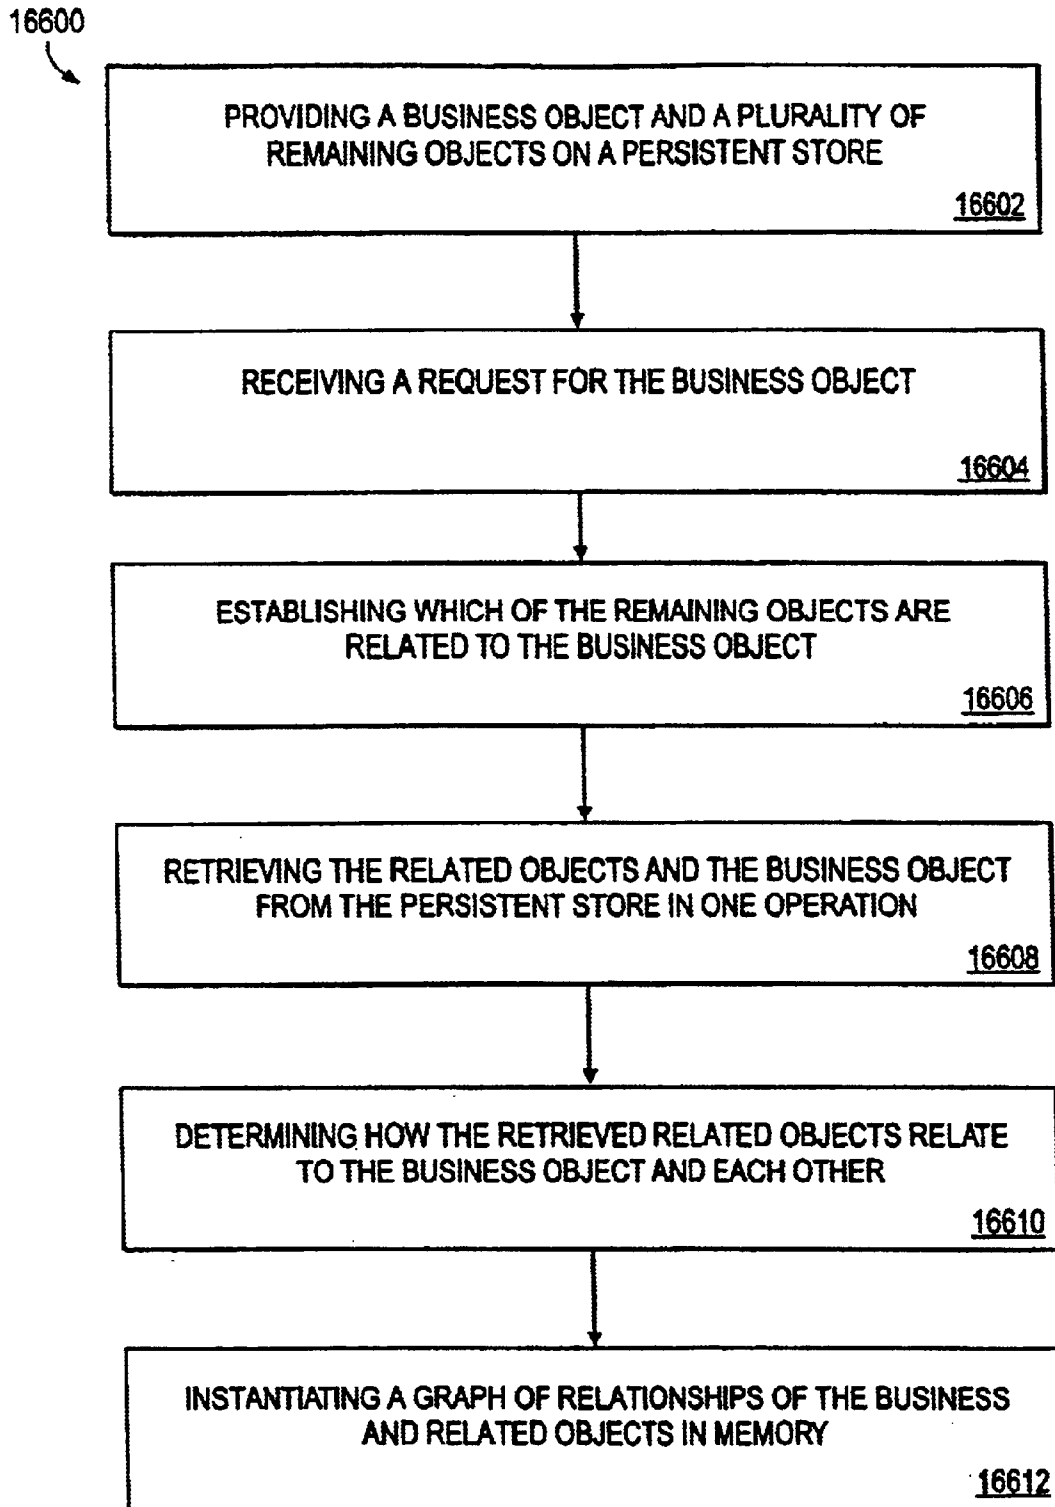 16600
PROVIDING A BUSINESS OBJECT AND A PLURALITY OF
REMAINING OBJECTS ON A PERSISTENT STORE
16602
RECEIVING A REQUEST FOR THE BUSINESS OBJECT
16604
ESTABLISHING WHICH OF THE REMAINING OBJECTS ARE
RELATED TO THE BUSINESS OBJECT
16606
RETRIEVING THE RELATED OBJECTS AND THE BUSINESS OBJECT
FROM THE PERSISTENT STORE IN ONE OPERATION
16608
DETERMINING HOW THE RETRIEVED RELATED OBJECTS RELATE
TO THE BUSINESS OBJECT AND EACH OTHER
16610
INSTANTIATING A GRAPH OF RELATIONSHIPS OF THE BUSINESS
AND RELATED OBJECTS IN MEMORY
16612